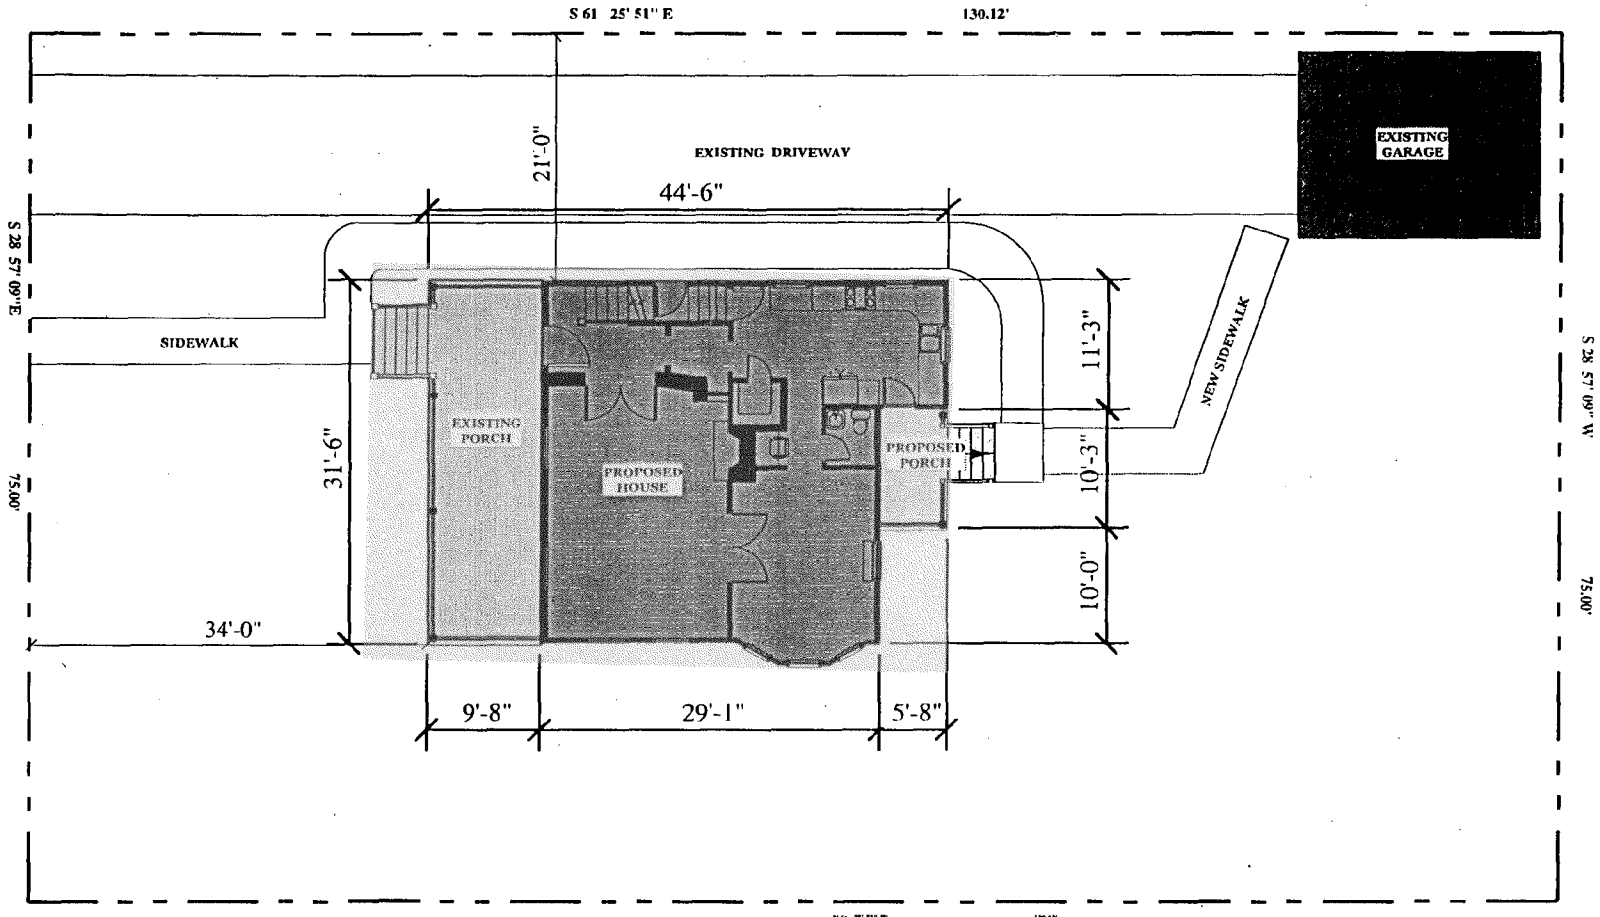 S 61 25' 51" E 130.12'
EXISTING
GARAGE
21'-0"
EXISTING DRIVEWAY
44'-6"
S 28 57' 09"E
75.00'
SIDEWALK
31'-6"
EXISTING
PORCH
PROPOSED
HOUSE
PROPOSED
PORCH
11'-3"
10'-3"
10'-0"
NEW SIDEWALK
S 28 57' 09" W
75.00'
34'-0"
9'-8"
29'-1"
5'-8"